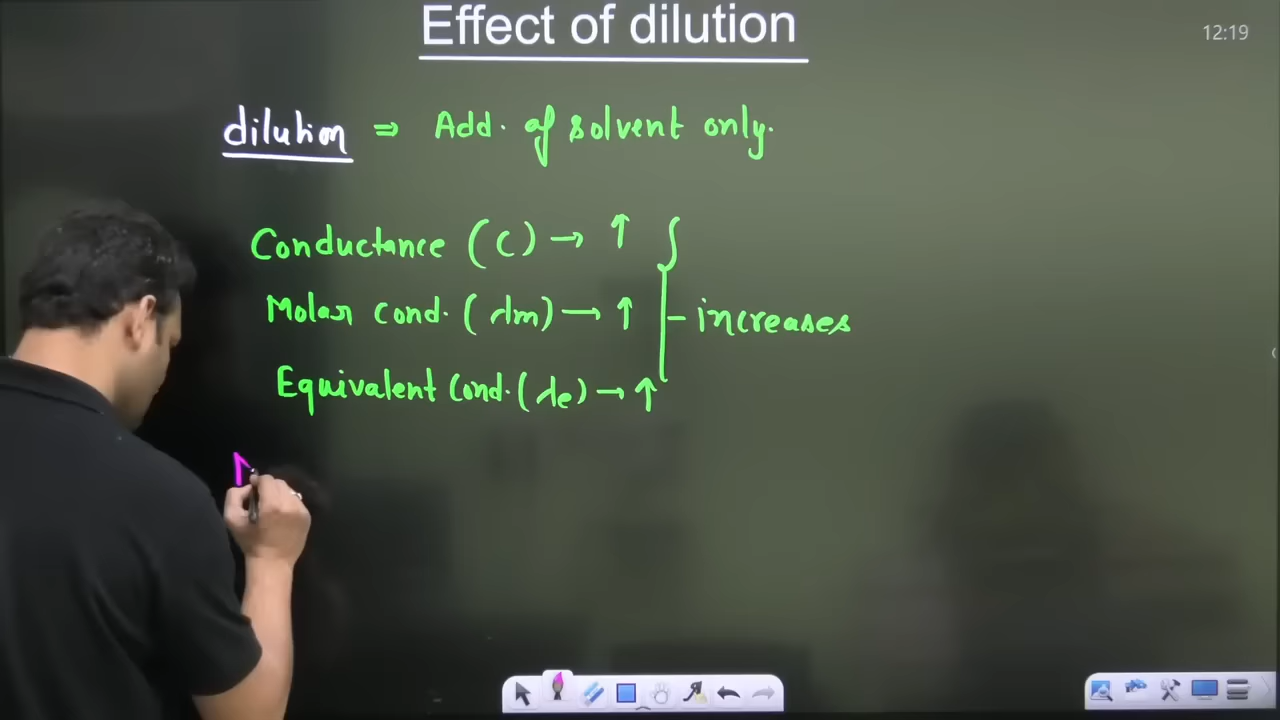 Effect of dilution
12:19
dilution ⇒ Add. of solvent only.
Conductance (C) → ↑
Molar cond. (λm) → ↑
increases
Equivalent Cond. (λe) → ↑